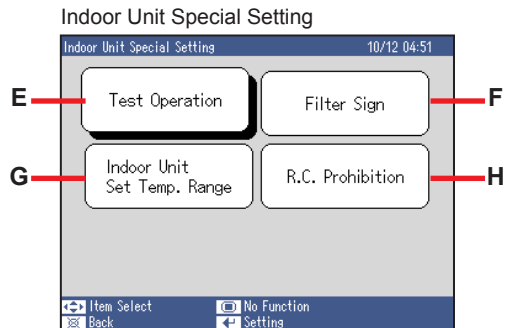 Indoor Unit Special Setting
Indoor Unit Special Setting 10/12 04:51
E Test Operation Filter Sign F
G Indoor Unit
Set Temp. Range R.C. Prohibition H
Item Select No Function
Back Setting